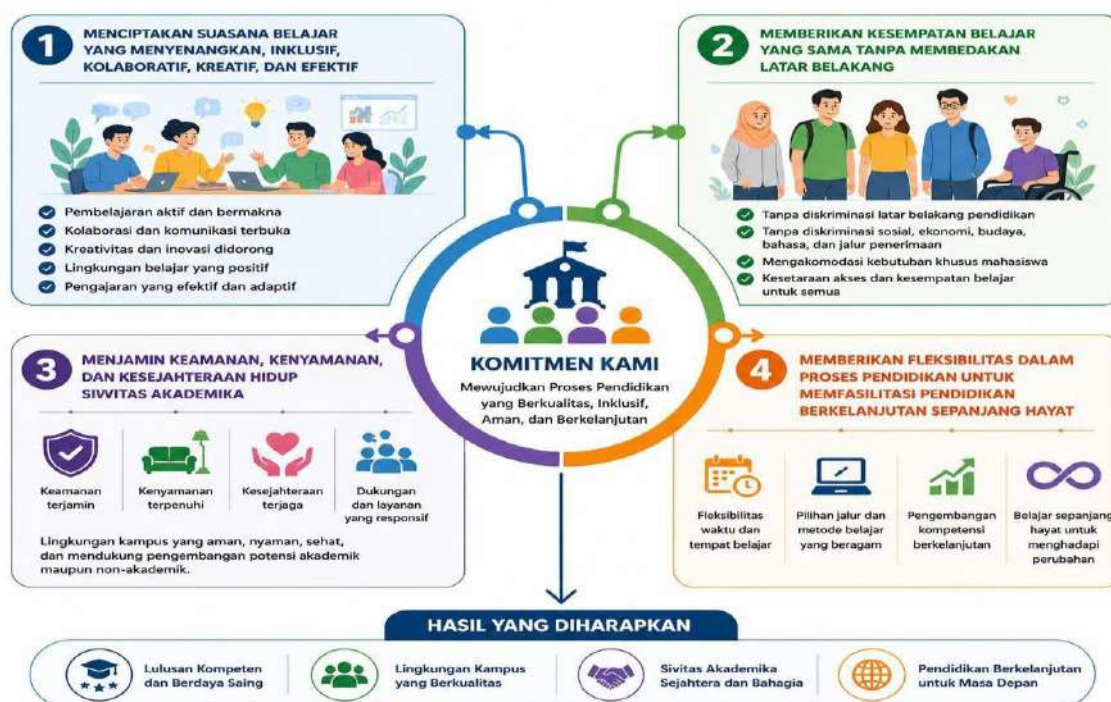 1
MENCIPTAKAN SUASANA BELAJAR
YANG MENYENANGKAN, INKLUSIF,
KOLABORATIF, KREATIF, DAN EFEKTIF
Pembelajaran aktif dan bermakna
Kolaborasi dan komunikasi terbuka
Kreativitas dan inovasi didorong
Lingkungan belajar yang positif
Pengajaran yang efektif dan adaptif
2
MEMBERIKAN KESEMPATAN BELAJAR
YANG SAMA TANPA MEMBEDAKAN
LATAR BELAKANG
Tanpa diskriminasi latar belakang pendidikan
Tanpa diskriminasi sosial, ekonomi, budaya,
bahasa, dan jalur penerimaan
Mengakomodasi kebutuhan khusus mahasiswa
Kesetaraan akses dan kesempatan belajar
untuk semua
KOMITMEN KAMI
Mewujudkan Proses Pendidikan
yang Berkualitas, Inklusif,
Aman, dan Berkelanjutan
3
MENJAMIN KEAMANAN, KENYAMANAN,
DAN KESEJAHTERAAN HIDUP
SIVVITAS AKADEMIKA
Keamanan
terjamin
Kenyamanan
terpenuhi
Kesejahteraan
terjaga
Dukungan
dan layanan
yang responsif
Lingkungan kampus yang aman, nyaman, sehat,
dan mendukung pengembangan potensi akademik
maupun non-akademik.
4
MEMBERIKAN FLEKSIBILITAS DALAM
PROSES PENDIDIKAN UNTUK
MEMFASILITASI PENDIDIKAN
BERKELANJUTAN SEPANJANG HAYAT
Fleksibilitas
waktu dan
tempat belajar
Pilihan jalur dan
metode belajar
yang beragam
Pengembangan
kompetensi
berkelanjutan
Belajar sepanjang
hayat untuk
menghadapi
perubahan
HASIL YANG DIHARAPKAN
Lulusan Kompeten
dan Berdaya Saing
Lingkungan Kampus
yang Berkualitas
Sivitas Akademika
Sejahtera dan Bahagia
Pendidikan Berkelanjutan
untuk Masa Depan